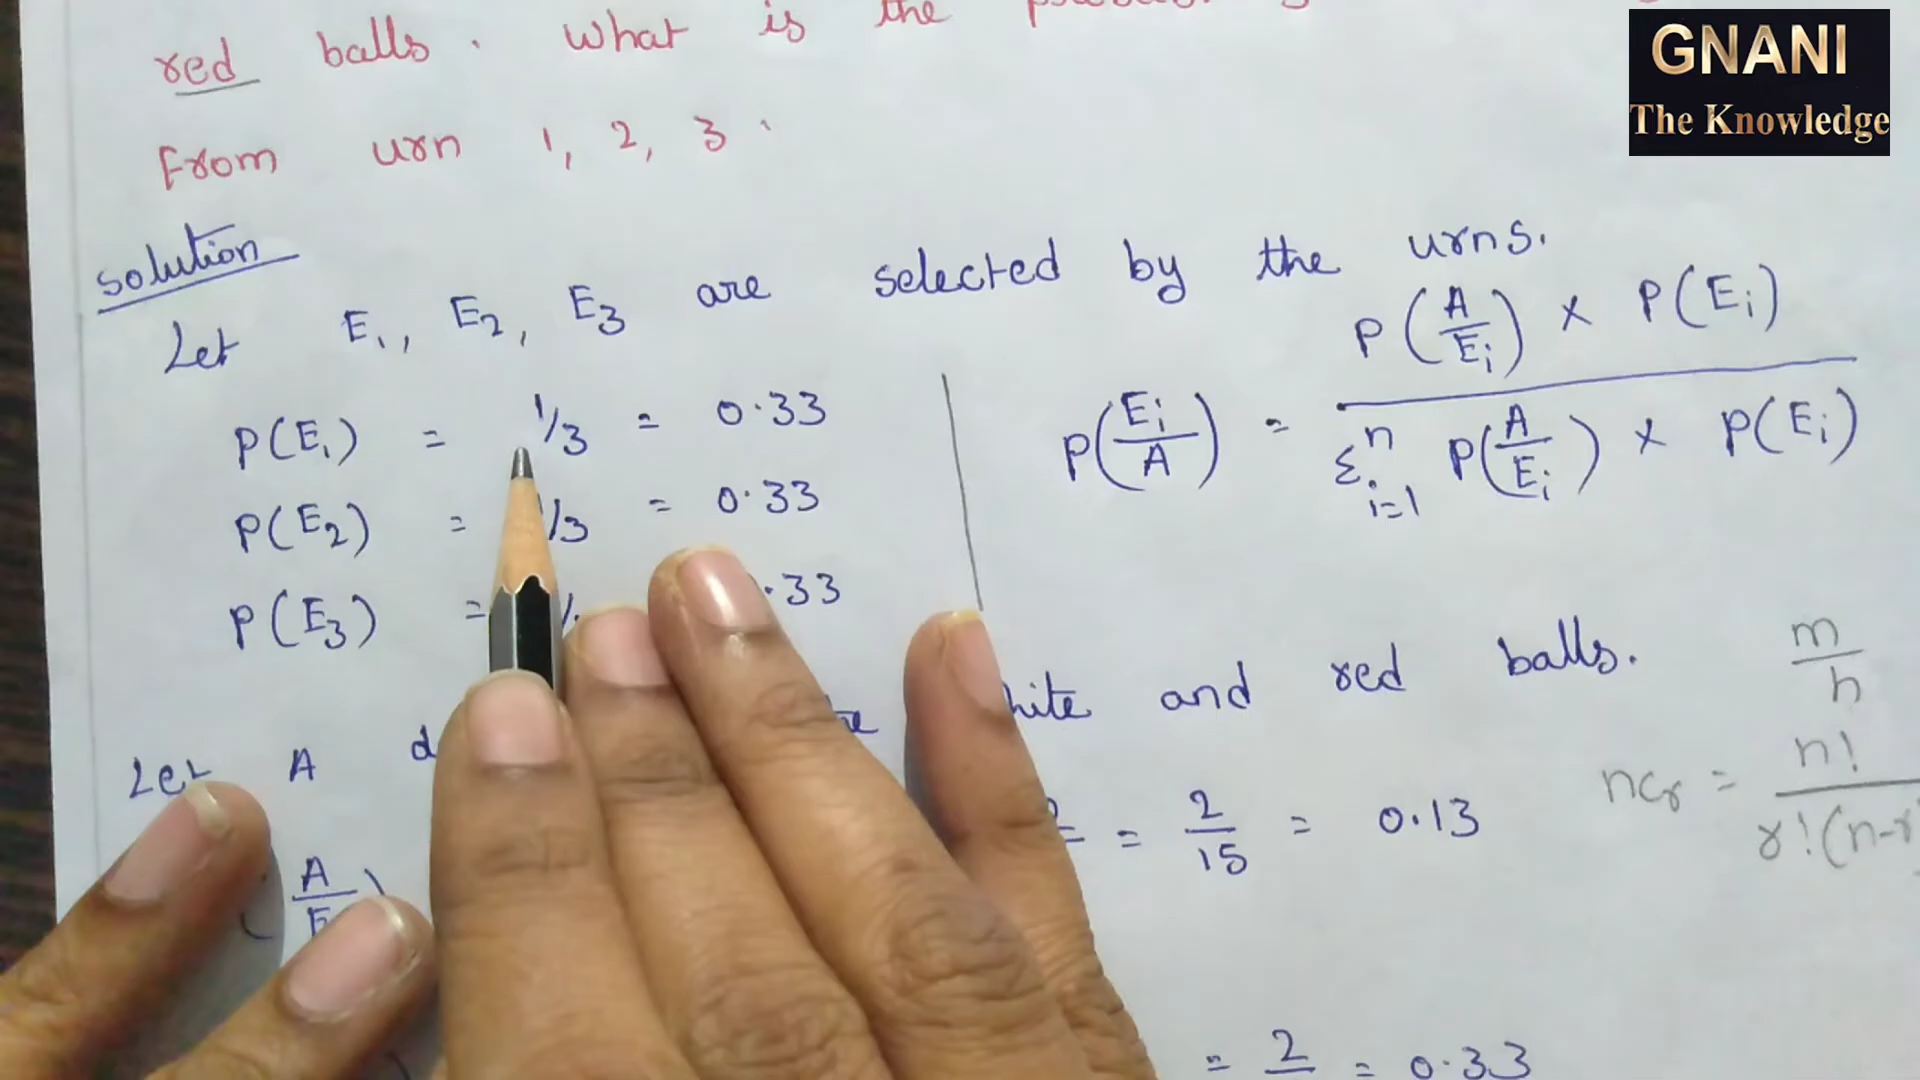 red balls. What is the
GNANI
The Knowledge
From urn 1, 2, 3.
solution
Let E1, E2, E3 are selected by the urns.
P(E1) = 1/3 = 0.33
P(E2) = 1/3 = 0.33
P(E3) = .33
P(Ei/A) = P(A/Ei) × P(Ei) / Σ n i=1 P(A/Ei) × P(Ei)
Let A and red balls.
m/n
= 2/15 = 0.13
ncr = n! / r!(n-r
A
= 2 = 0.33